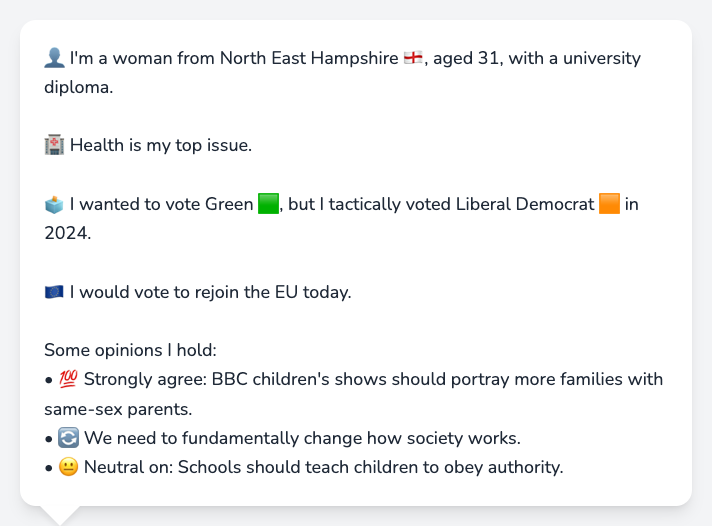 👤 I'm a woman from North East Hampshire 🏴󠁧󠁢󠁥󠁮󠁧󠁿, aged 31, with a university
diploma.
🏥 Health is my top issue.
🗳️ I wanted to vote Green 🟩, but I tactically voted Liberal Democrat 🟧 in
2024.
🇪🇺 I would vote to rejoin the EU today.
Some opinions I hold:
• 💯 Strongly agree: BBC children's shows should portray more families with
same-sex parents.
• 🔄 We need to fundamentally change how society works.
• 😐 Neutral on: Schools should teach children to obey authority.